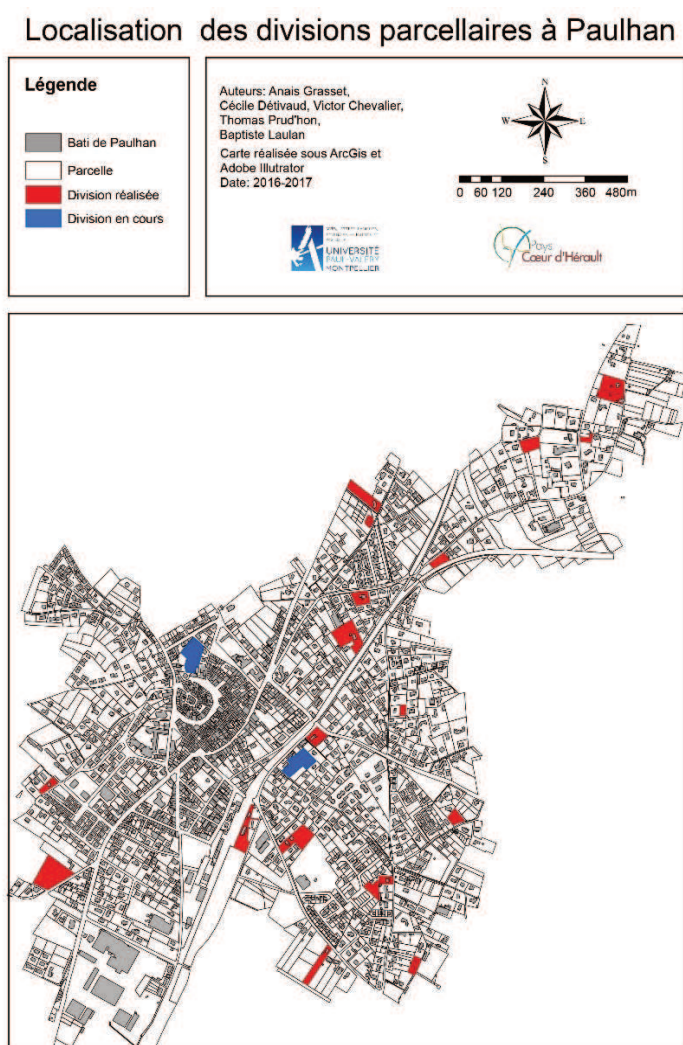 Localisation des divisions parcellaires à Paulhan
Légende
Bati de Paulhan
Parcelle
Division réalisée
Division en cours
Auteurs: Anais Grasset,
Cécile Détivaud, Victor Chevalier,
Thomas Prud'hon,
Baptiste Laulan
Carte réalisée sous ArcGis et
Adobe Illutrator
Date: 2016-2017
N
W E
S
0 60 120 240 360 480m
UNIVERSITÉ
PAUL-VALÉRY
MONTPELLIER
Pays
Cœur d'Hérault